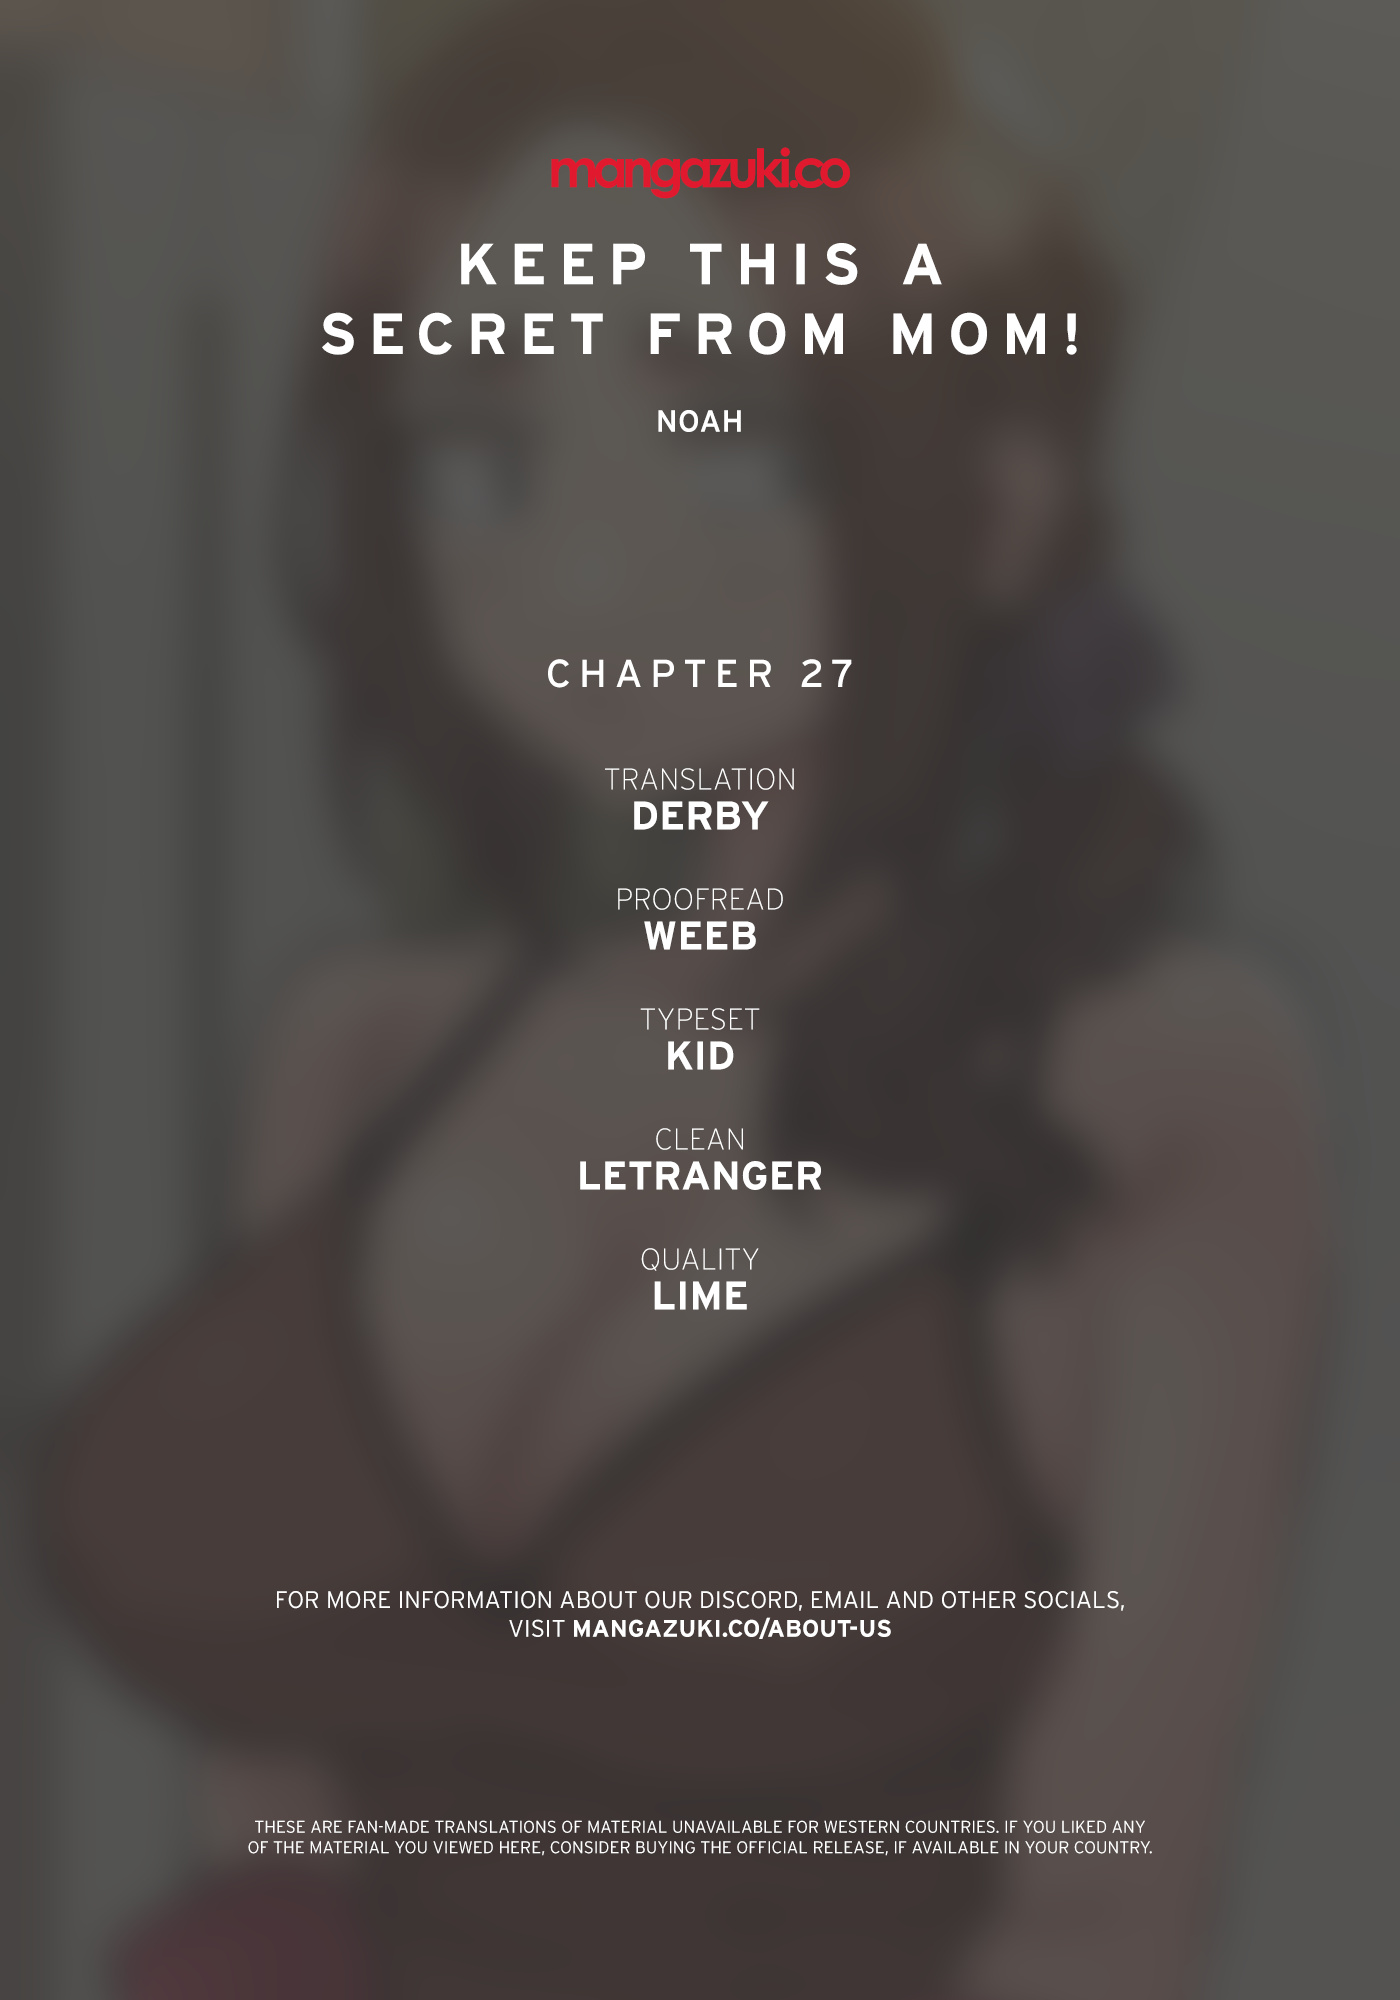 mangazuki.co
KEEP THIS A
SECRET FROM MOM!
NOAH
CHAPTER 27
TRANSLATION
DERBY
PROOFREAD
WEEB
TYPESET
KID
CLEAN
LETRANGER
QUALITY
LIME
FOR MORE INFORMATION ABOUT OUR DISCORD, EMAIL AND OTHER SOCIALS,
VISIT MANGAZUKI.CO/ABOUT-US
THESE ARE FAN-MADE TRANSLATIONS OF MATERIAL UNAVAILABLE FOR WESTERN COUNTRIES. IF YOU LIKED ANY
OF THE MATERIAL YOU VIEWED HERE, CONSIDER BUYING THE OFFICIAL RELEASE, IF AVAILABLE IN YOUR COUNTRY.